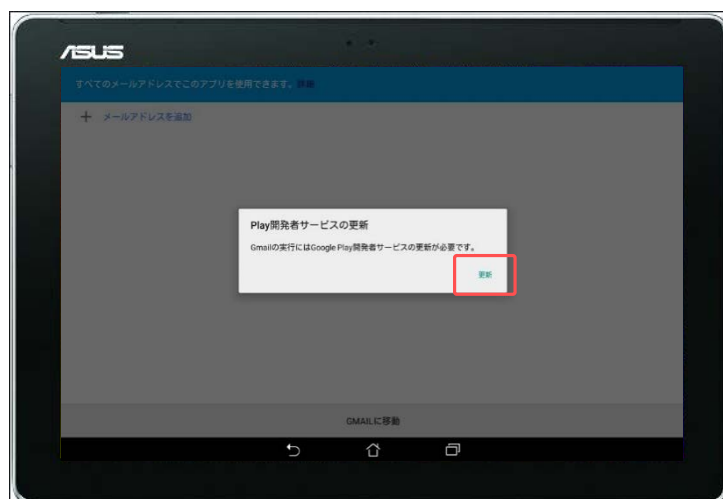 ASUS
すべてのメールアドレスでこのアプリを使用できます。詳細
+ メールアドレスを追加
Play開発者サービスの更新
Gmailの実行にはGoogle Play開発者サービスの更新が必要です。
更新
GMAILに移動